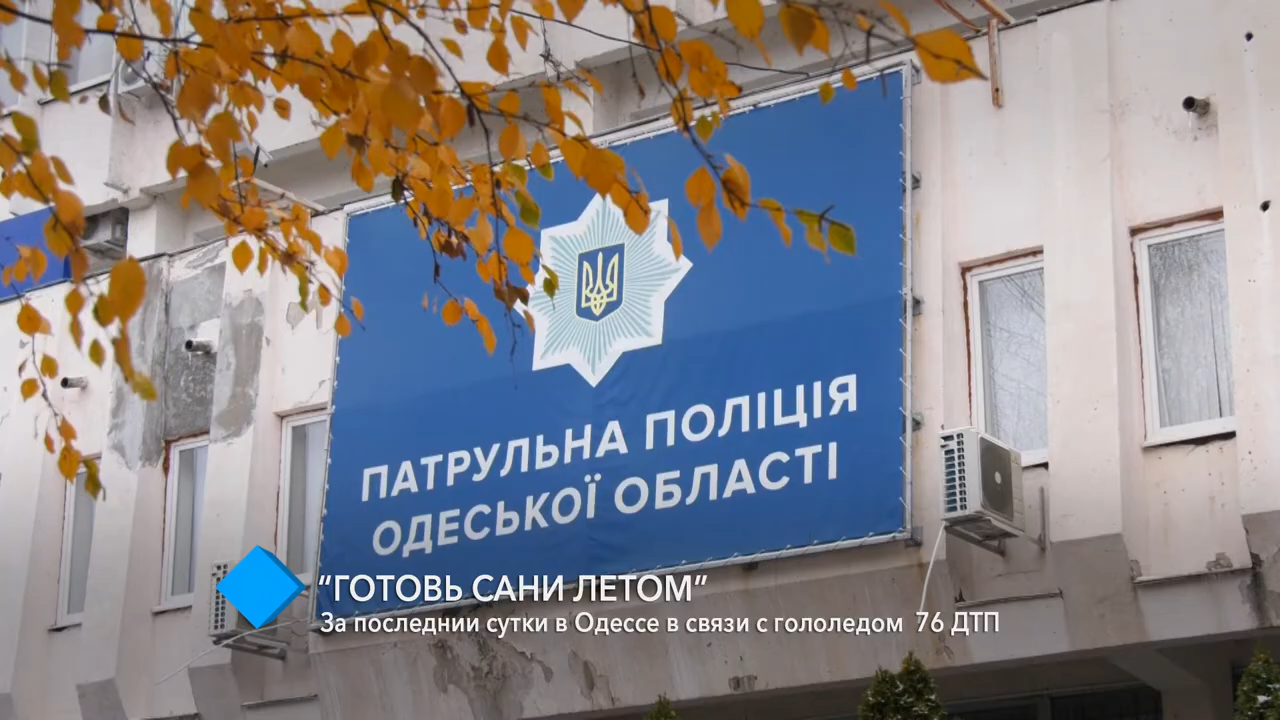 ПАТРУЛЬНА ПОЛІЦІЯ
ОДЕСЬКОЇ ОБЛАСТІ
“ГОТОВЬ САНИ ЛЕТОМ”
За последнии сутки в Одессе в связи с гололедом 76 ДТП